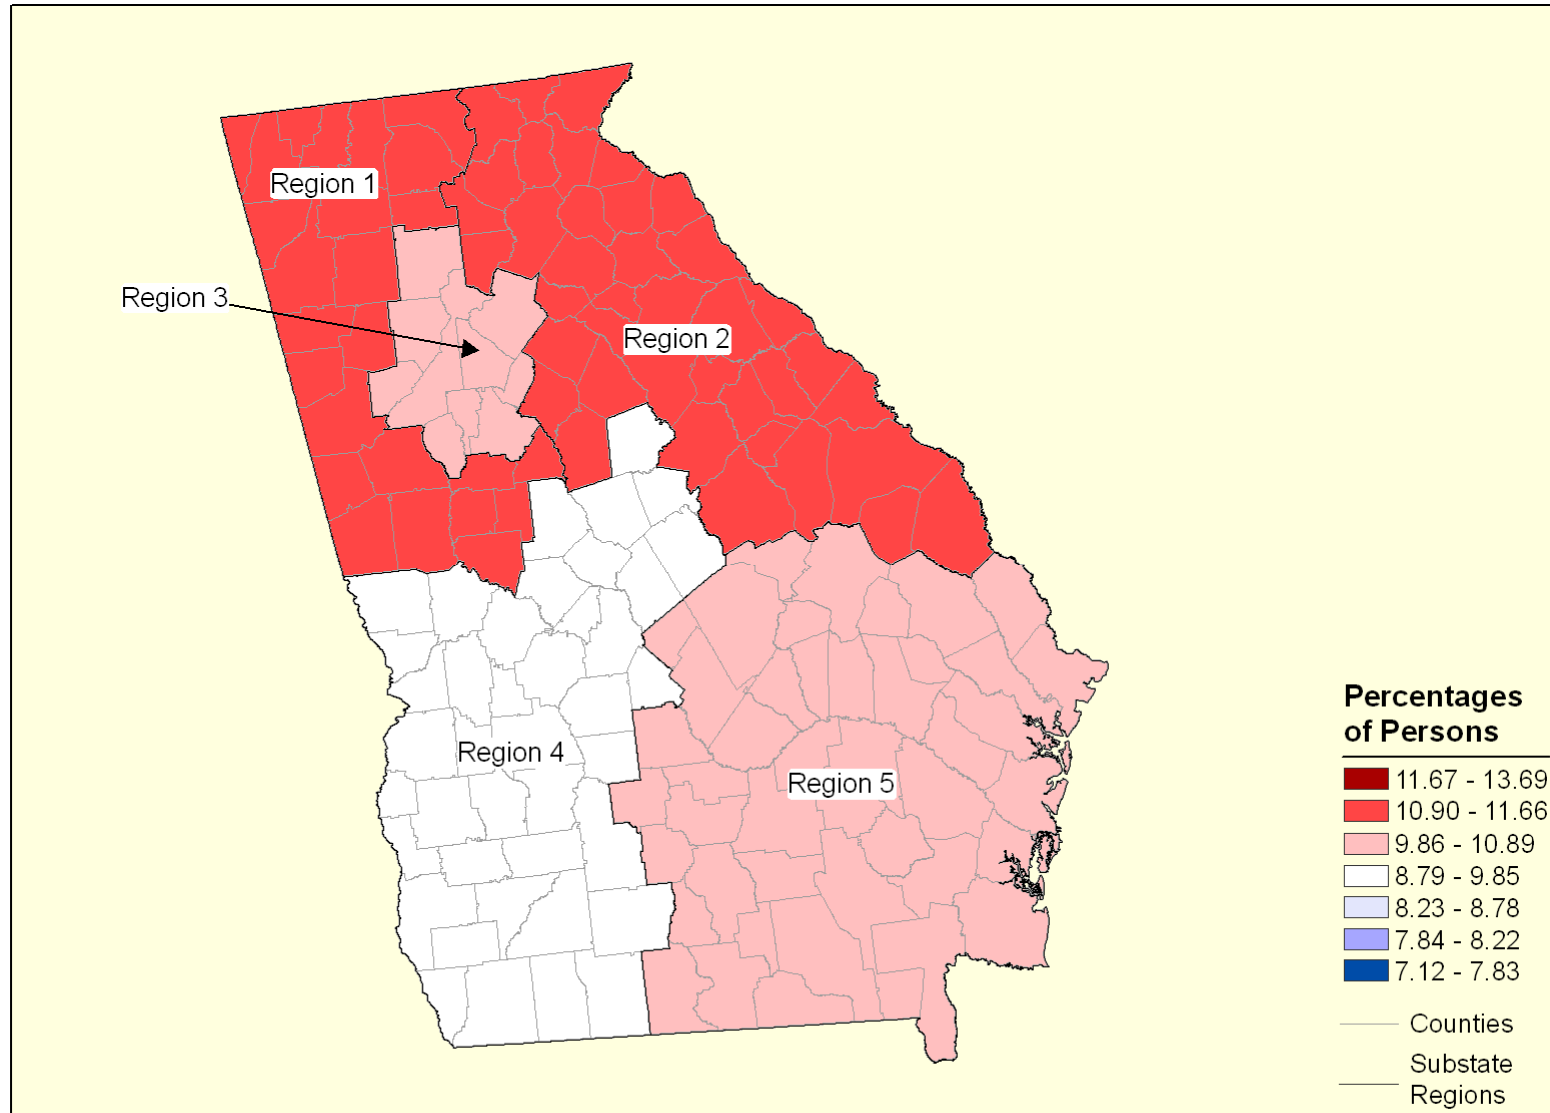 Region 1
Region 3
Region 2
Region 4
Region 5
Percentages
of Persons
11.67 - 13.69
10.90 - 11.66
9.86 - 10.89
8.79 - 9.85
8.23 - 8.78
7.84 - 8.22
7.12 - 7.83
Counties
Substate
Regions